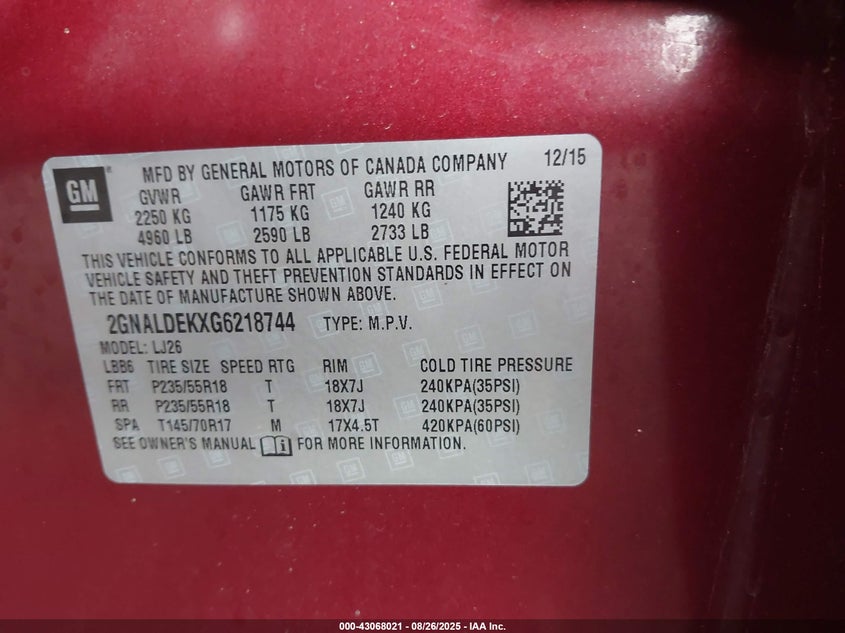 GM
MFD BY GENERAL MOTORS OF CANADA COMPANY 12/15
GVWR GAWR FRT GAWR RR
2250 KG 1175 KG 1240 KG
4960 LB 2590 LB 2733 LB
THIS VEHICLE CONFORMS TO ALL APPLICABLE U.S. FEDERAL MOTOR
VEHICLE SAFETY AND THEFT PREVENTION STANDARDS IN EFFECT ON
THE DATE OF MANUFACTURE SHOWN ABOVE.
2GNALDEKXG6218744 TYPE: M.P.V.
MODEL: LJ26
LBB6 TIRE SIZE SPEED RTG RIM COLD TIRE PRESSURE
FRT P235/55R18 T 18X7J 240KPA(35PSI)
RR P235/55R18 T 18X7J 240KPA(35PSI)
SPA T145/70R17 M 17X4.5T 420KPA(60PSI)
SEE OWNER'S MANUAL FOR MORE INFORMATION.
000-43068021 - 08/26/2025 - IAA Inc.